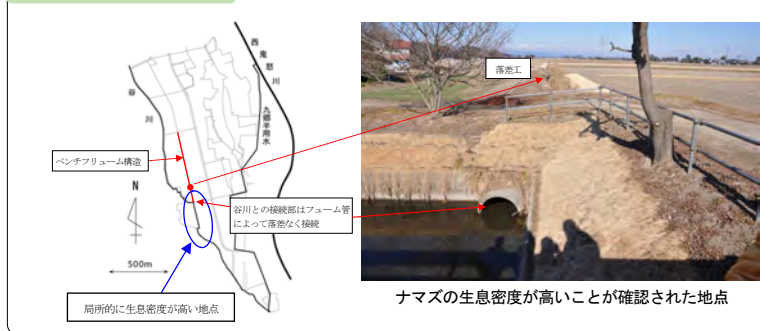 西鬼怒川
谷川
九郷半用水
ベンチフリューム構造
N
谷川との接続部はフューム管
によって落差なく接続
500m
局所的に生息密度が高い地点
落差工
ナマズの生息密度が高いことが確認された地点